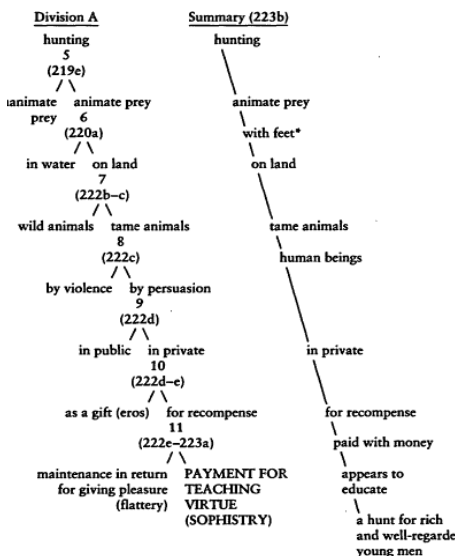 Division A
hunting
5
(219e)
/ \
animate prey
prey 6
(220a)
/ \
in water on land
7
(222b–c)
/ \
wild animals tame animals
8
(222c)
/ \
by violence by persuasion
9
(222d)
/ \
in public in private
10
(222d–e)
/ \
as a gift (eros) for recompense
11
(222e–223a)
/ \
maintenance in return PAYMENT FOR
for giving pleasure TEACHING
(flattery) VIRTUE
(SOPHISTRY)
Summary (223b)
hunting
animate prey
with feet*
on land
tame animals
human beings
in private
for recompense
paid with money
appears to
educate
a hunt for rich
and well-regarde
young men